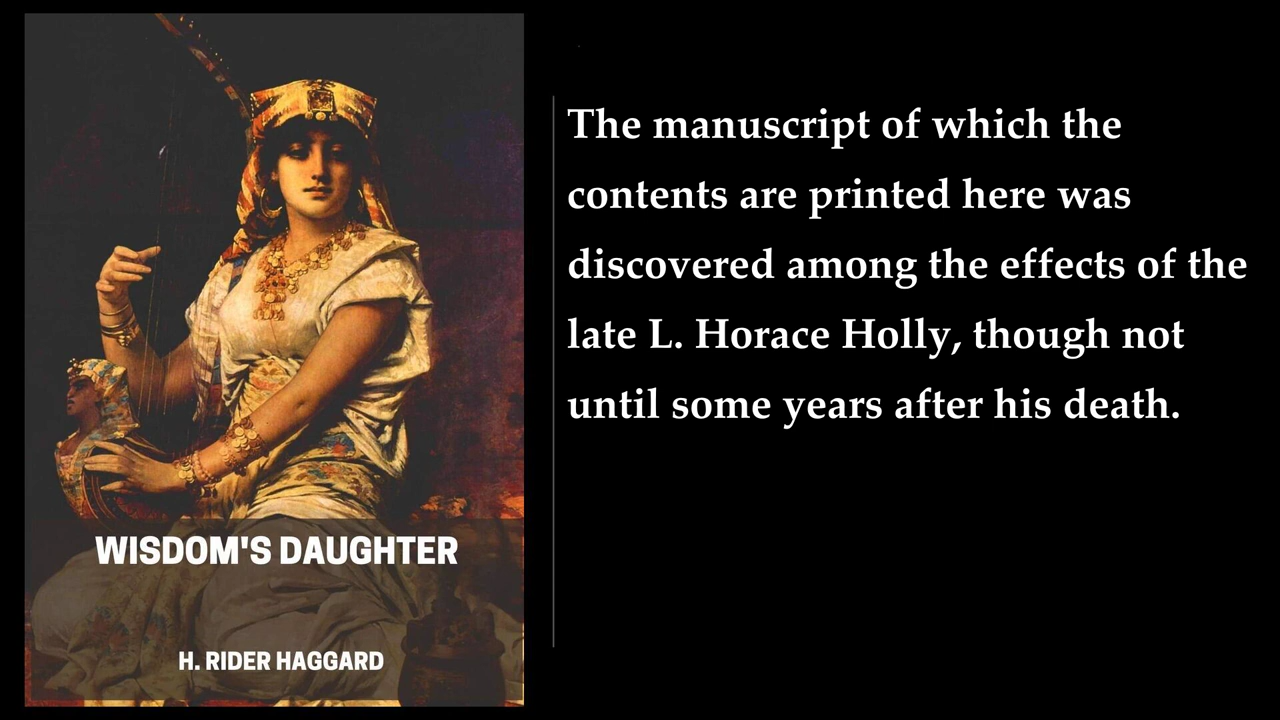 WISDOM'S DAUGHTER
H. RIDER HAGGARD
The manuscript of which the
contents are printed here was
discovered among the effects of the
late L. Horace Holly, though not
until some years after his death.